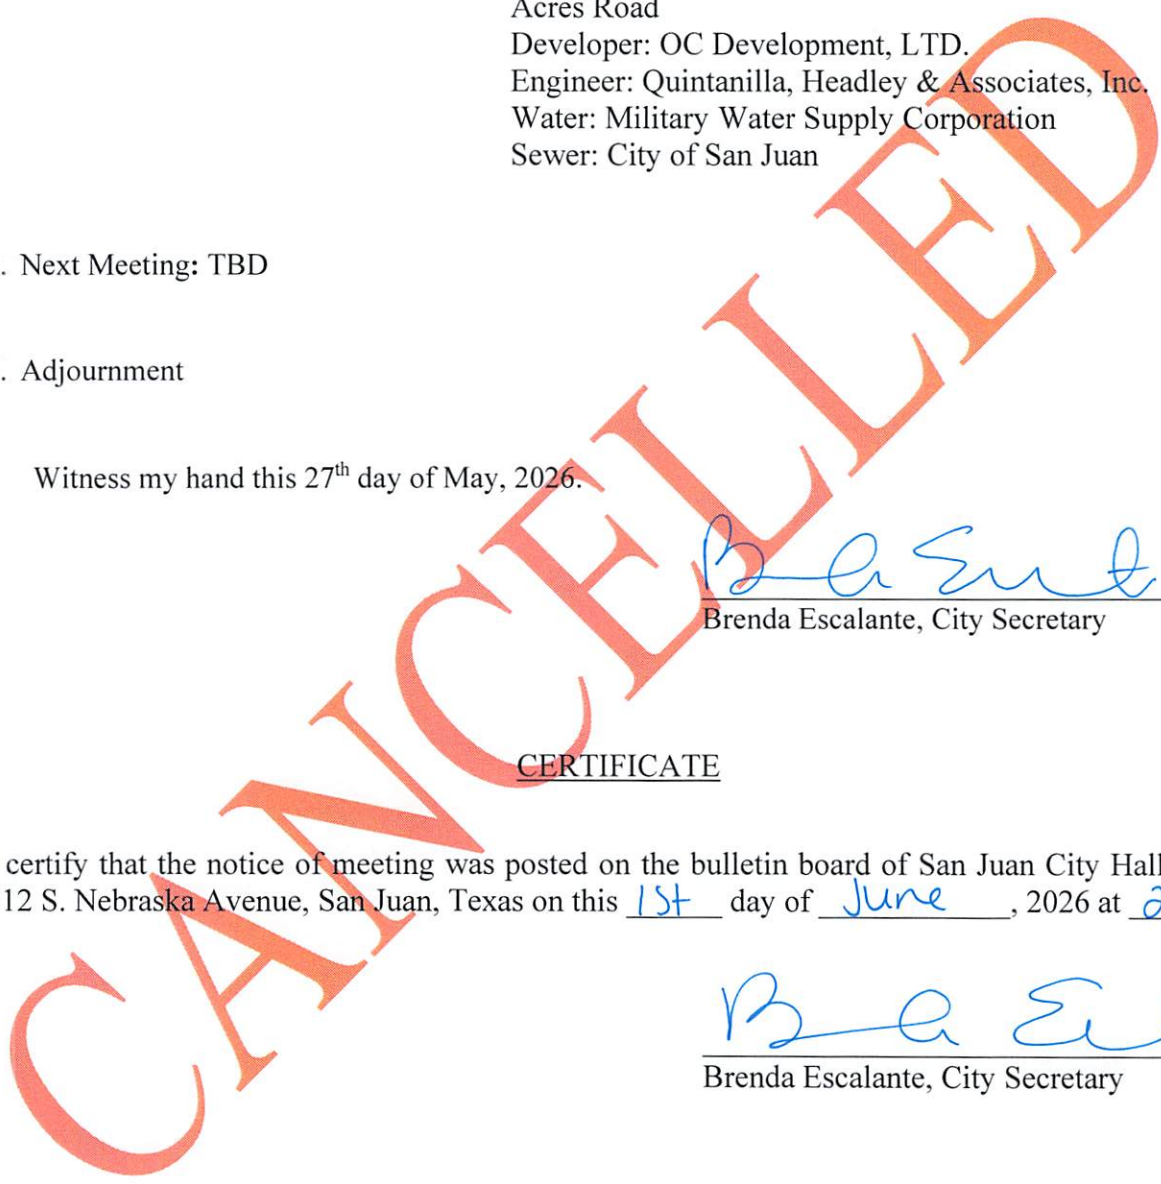 Acres Road
Developer: OC Development, LTD.
Engineer: Quintanilla, Headley & Associates, Inc.
Water: Military Water Supply Corporation
Sewer: City of San Juan
. Next Meeting: TBD
. Adjournment
Witness my hand this 27th day of May, 2026.
Brenda Escalante, City Secretary
CERTIFICATE
certify that the notice of meeting was posted on the bulletin board of San Juan City Hall
12 S. Nebraska Avenue, San Juan, Texas on this 1st day of June, 2026 at 2
Brenda Escalante, City Secretary
CANCELLED